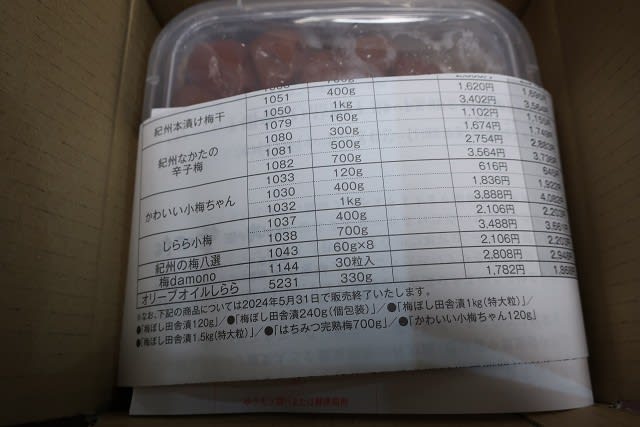 1051 400g 1,620円
紀州本漬け梅干 1050 1kg 3,402円
1079 160g 1,102円
紀州なかたの 1080 300g 1,674円
辛子梅 1081 500g 2,754円
1082 700g 3,564円
1033 120g 616円
かわいい小梅ちゃん 1030 400g 1,836円
1032 1kg 3,888円
しらら小梅 1037 400g 2,106円 2,203
1038 700g 3,488円
紀州の梅八選 1043 60g×8 2,106円 2,203
梅damono 1144 30粒入 2,808円
オリーブオイルしらら 5231 330g 1,782円
※なお、下記の商品については2024年5月31日で販売終了いたします。
●「梅ぼし田舎漬120g」/●「梅ぼし田舎漬240g(個包装)」/●「梅ぼし田舎漬1kg(特大粒)」/
●「梅ぼし田舎漬1.5kg(特大粒)」/●「はちみつ完熟梅700g」/●「かわいい小梅ちゃん120g」